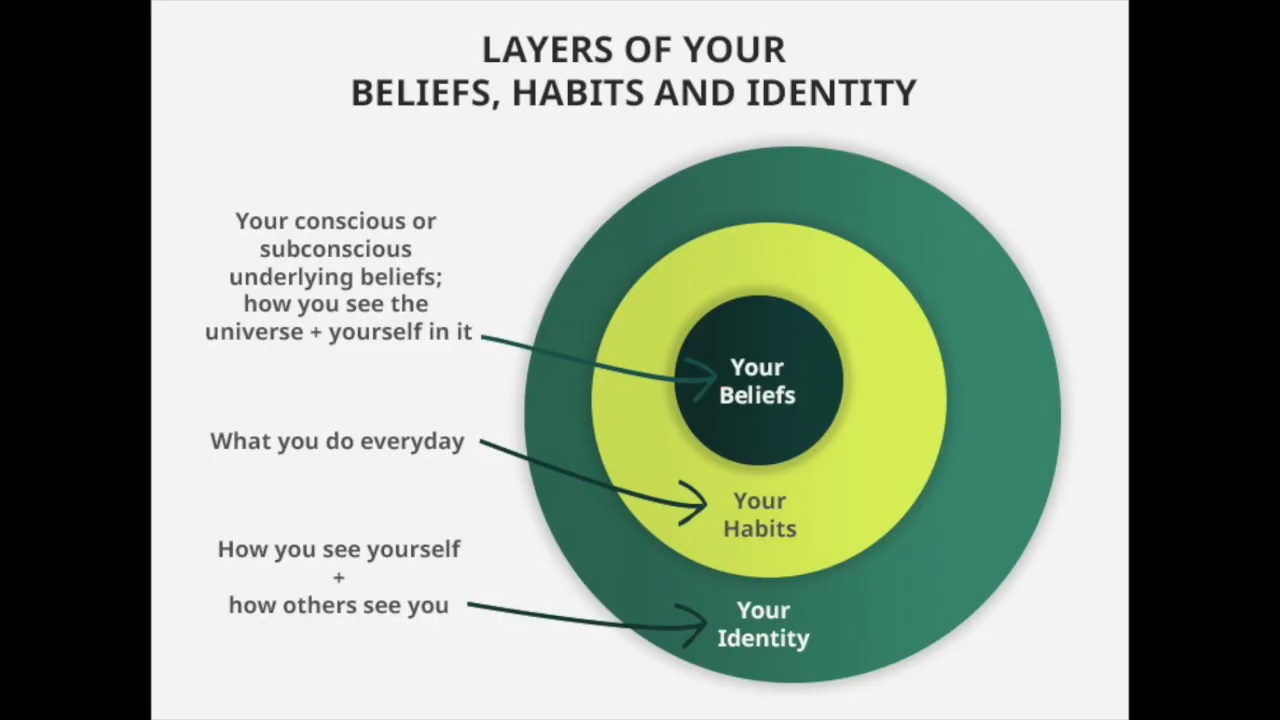 LAYERS OF YOUR
BELIEFS, HABITS AND IDENTITY
Your conscious or
subconscious
underlying beliefs;
how you see the
universe + yourself in it
Your
Beliefs
What you do everyday
Your
Habits
How you see yourself
+
how others see you
Your
Identity